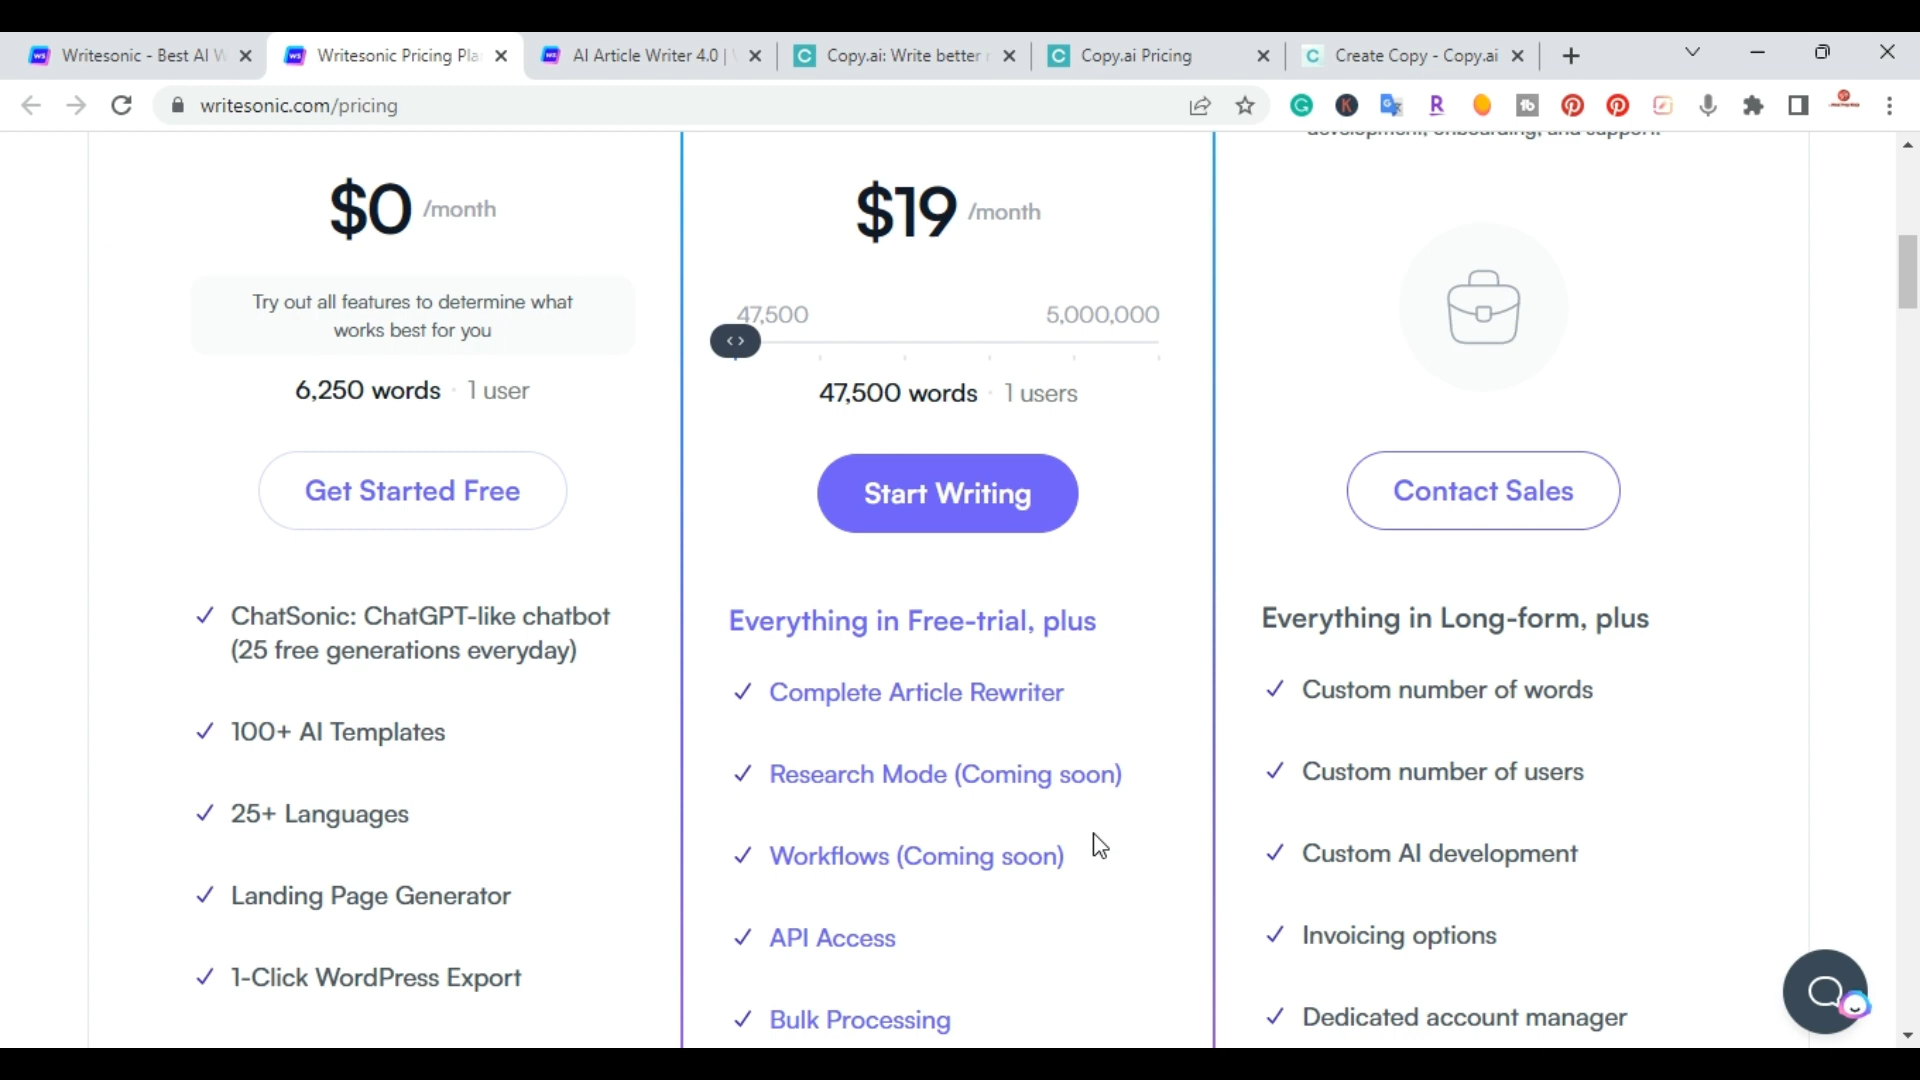 Writesonic - Best AI W
Writesonic Pricing Pla
AI Article Writer 4.0 |
Copy.ai: Write better
Copy.ai Pricing
Create Copy - Copy.ai
writesonic.com/pricing
development, onboarding, and support.
$0 /month
Try out all features to determine what
works best for you
6,250 words · 1 user
Get Started Free
✓ ChatSonic: ChatGPT-like chatbot
(25 free generations everyday)
✓ 100+ AI Templates
✓ 25+ Languages
✓ Landing Page Generator
✓ 1-Click WordPress Export
$19 /month
47,500 5,000,000
47,500 words · 1 users
Start Writing
Everything in Free-trial, plus
✓ Complete Article Rewriter
✓ Research Mode (Coming soon)
✓ Workflows (Coming soon)
✓ API Access
✓ Bulk Processing
Contact Sales
Everything in Long-form, plus
✓ Custom number of words
✓ Custom number of users
✓ Custom AI development
✓ Invoicing options
✓ Dedicated account manager